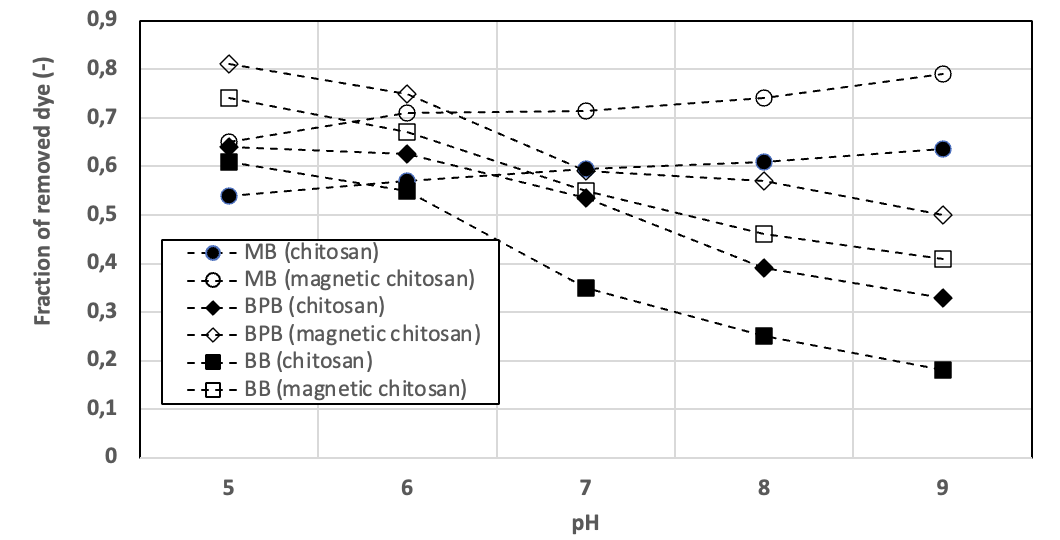 Fraction of removed dye (-)
0,9
0,8
0,7
0,6
0,5
0,4
0,3
0,2
0,1
0
MB (chitosan)
MB (magnetic chitosan)
BPB (chitosan)
BPB (magnetic chitosan)
BB (chitosan)
BB (magnetic chitosan)
5 6 7 8 9
pH